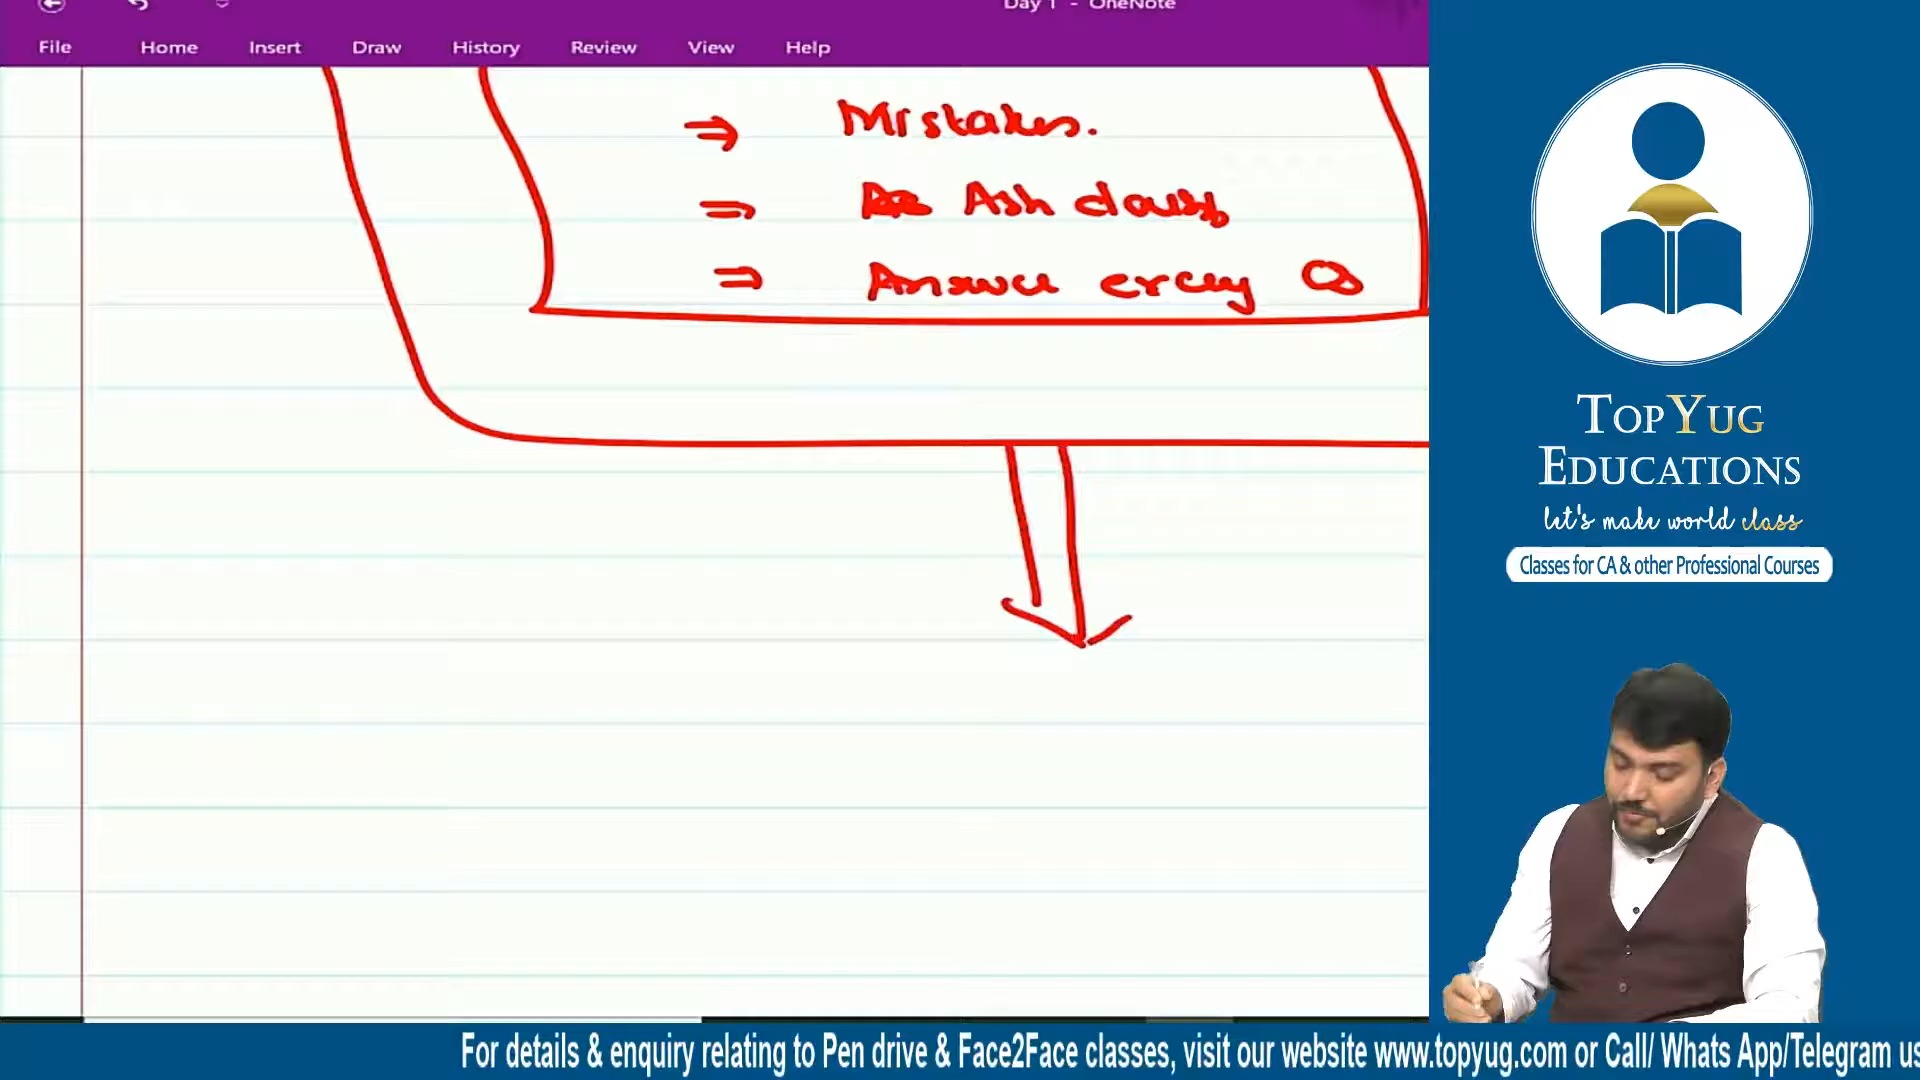 Day 1 - OneNote
File Home Insert Draw History Review View Help
⇒ Mistakes.
⇒ Ask doubts
⇒ Answer every Q
TOPYUG
EDUCATIONS
let's make world class
Classes for CA & other Professional Courses
For details & enquiry relating to Pen drive & Face2Face classes, visit our website www.topyug.com or Call/ Whats App/Telegram us